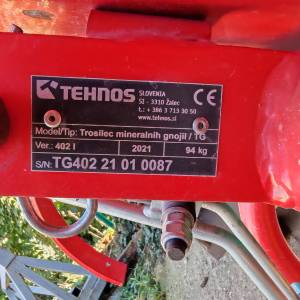 TEHNOS
SLOVENIA
SI - 3310 Žalec
t.: + 386 3 713 30 50
www.tehnos.si
CE
Model/Tip: Trosilec mineralnih gnojil / TG
Ver.: 402 l 2021 94 kg
S/N: TG402 21 01 0087